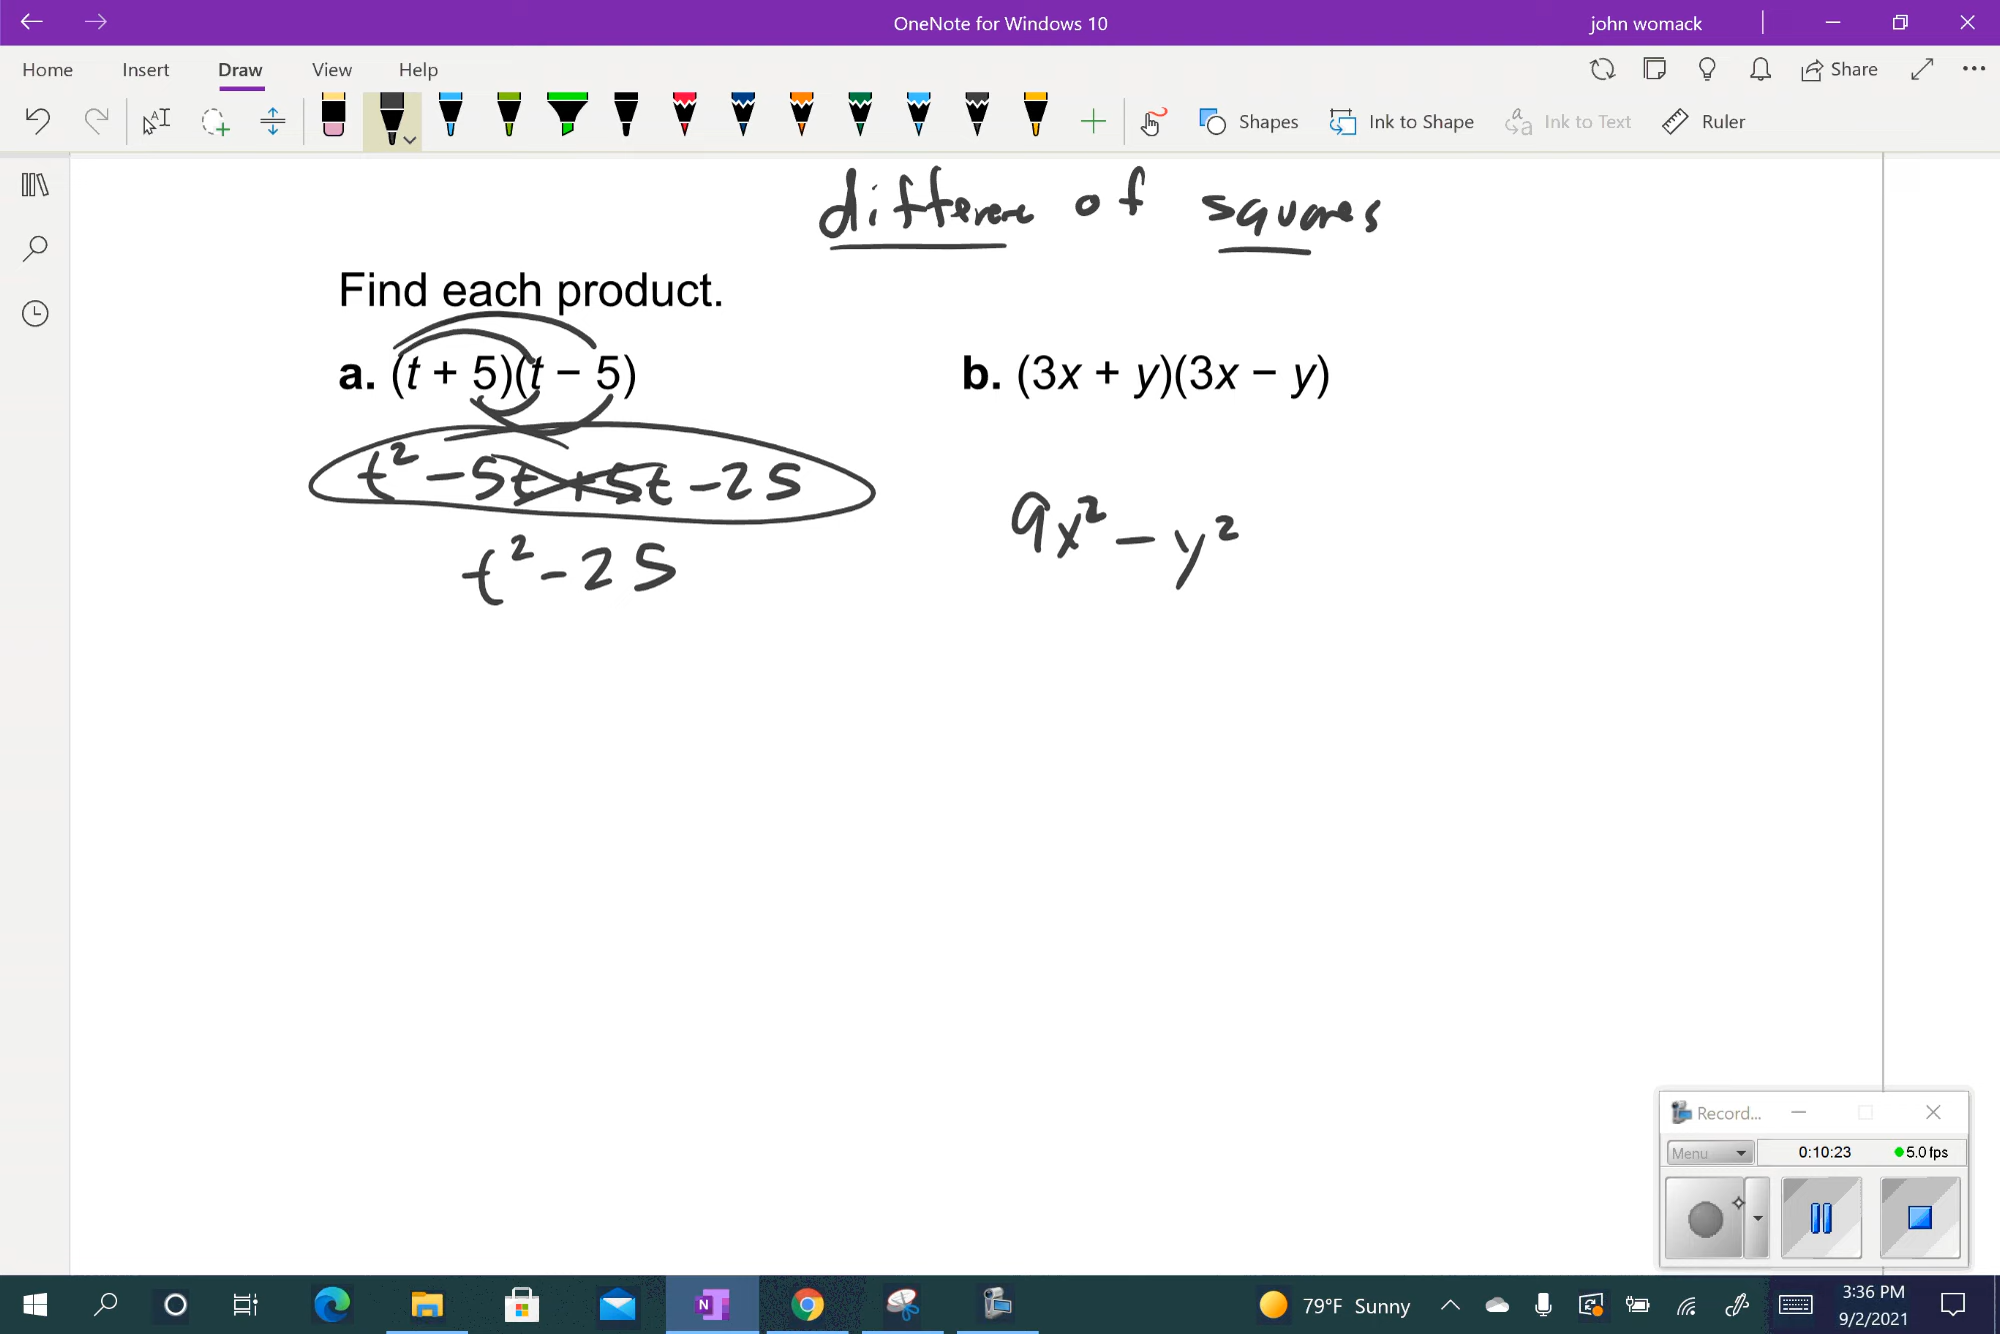 OneNote for Windows 10
john womack
Home Insert Draw View Help
Share
Shapes Ink to Shape Ink to Text Ruler
difference of squares
Find each product.
a. (t + 5)(t − 5)
b. (3x + y)(3x − y)
t² − 5t + 5t − 25
9x² − y²
t² − 25
Record...
Menu 0:10:23 5.0 fps
79°F Sunny
3:36 PM
9/2/2021